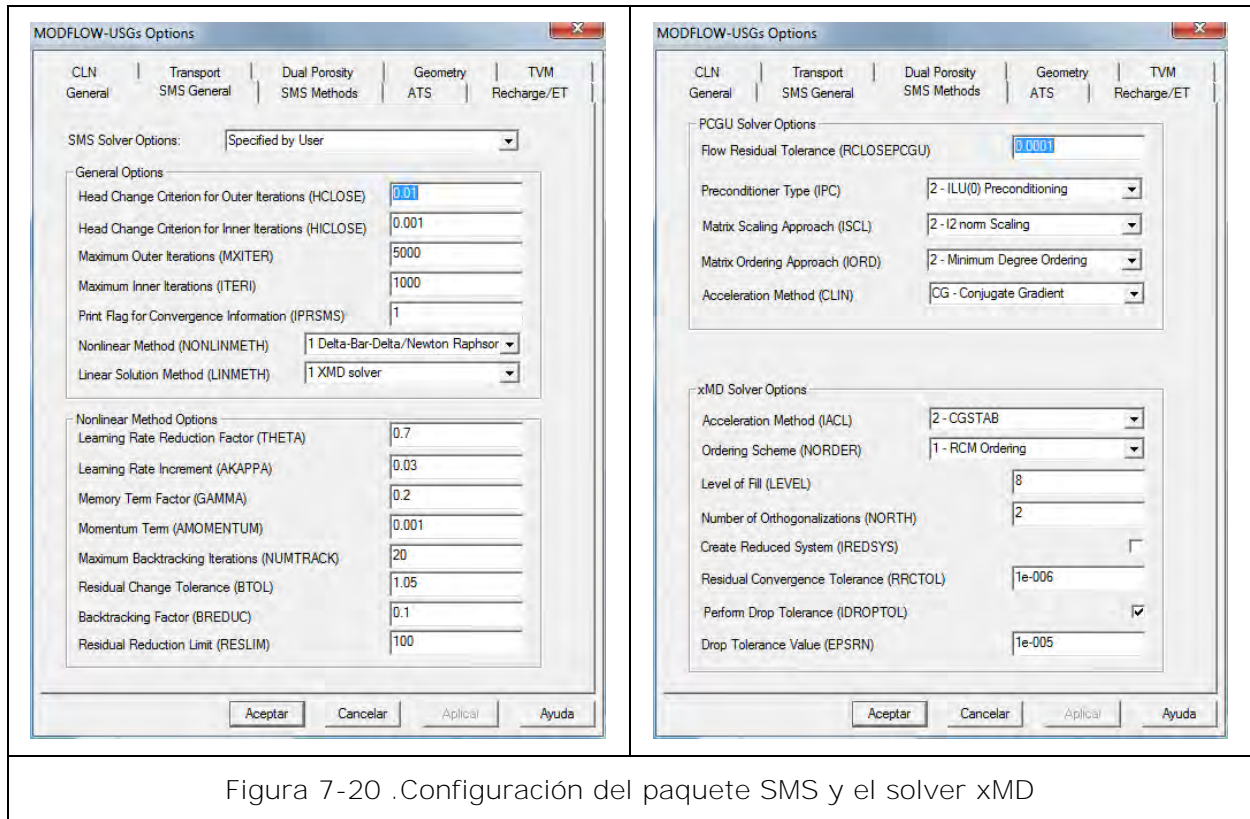 MODFLOW-USGs Options
CLN Transport Dual Porosity Geometry TVM
General SMS General SMS Methods ATS Recharge/ET
SMS Solver Options: Specified by User
General Options
Head Change Criterion for Outer Iterations (HCLOSE) 0.01
Head Change Criterion for Inner Iterations (HICLOSE) 0.001
Maximum Outer Iterations (MXITER) 5000
Maximum Inner Iterations (ITERI) 1000
Print Flag for Convergence Information (IPRSMS) 1
Nonlinear Method (NONLINMETH) 1 Delta-Bar-Delta/Newton Raphsor
Linear Solution Method (LINMETH) 1 XMD solver
Nonlinear Method Options
Learning Rate Reduction Factor (THETA) 0.7
Learning Rate Increment (AKAPPA) 0.03
Memory Term Factor (GAMMA) 0.2
Momentum Term (AMOMENTUM) 0.001
Maximum Backtracking Iterations (NUMTRACK) 20
Residual Change Tolerance (BTOL) 1.05
Backtracking Factor (BREDUC) 0.1
Residual Reduction Limit (RESLIM) 100
Aceptar Cancelar Aplicar Ayuda
MODFLOW-USGs Options
CLN Transport Dual Porosity Geometry TVM
General SMS General SMS Methods ATS Recharge/ET
PCGU Solver Options
Flow Residual Tolerance (RCLOSEPCGU) 0.0001
Preconditioner Type (IPC) 2 - ILU(0) Preconditioning
Matrix Scaling Approach (ISCL) 2 - l2 norm Scaling
Matrix Ordering Approach (IORD) 2 - Minimum Degree Ordering
Acceleration Method (CLIN) CG - Conjugate Gradient
xMD Solver Options
Acceleration Method (IACL) 2 - CGSTAB
Ordering Scheme (NORDER) 1 - RCM Ordering
Level of Fill (LEVEL) 8
Number of Orthogonalizations (NORTH) 2
Create Reduced System (IREDSYS)
Residual Convergence Tolerance (RRCTOL) 1e-006
Perform Drop Tolerance (IDROPTOL)
Drop Tolerance Value (EPSRN) 1e-005
Aceptar Cancelar Aplicar Ayuda
Figura 7-20 .Configuración del paquete SMS y el solver xMD